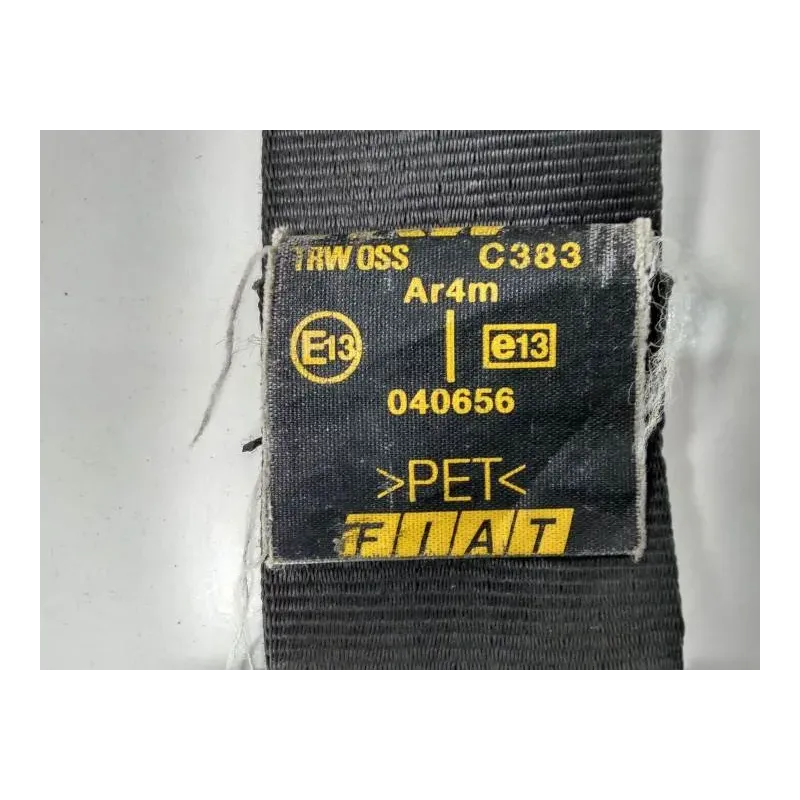 TRW OSS C383
Ar4m
E13 e13
040656
>PET<
FIAT